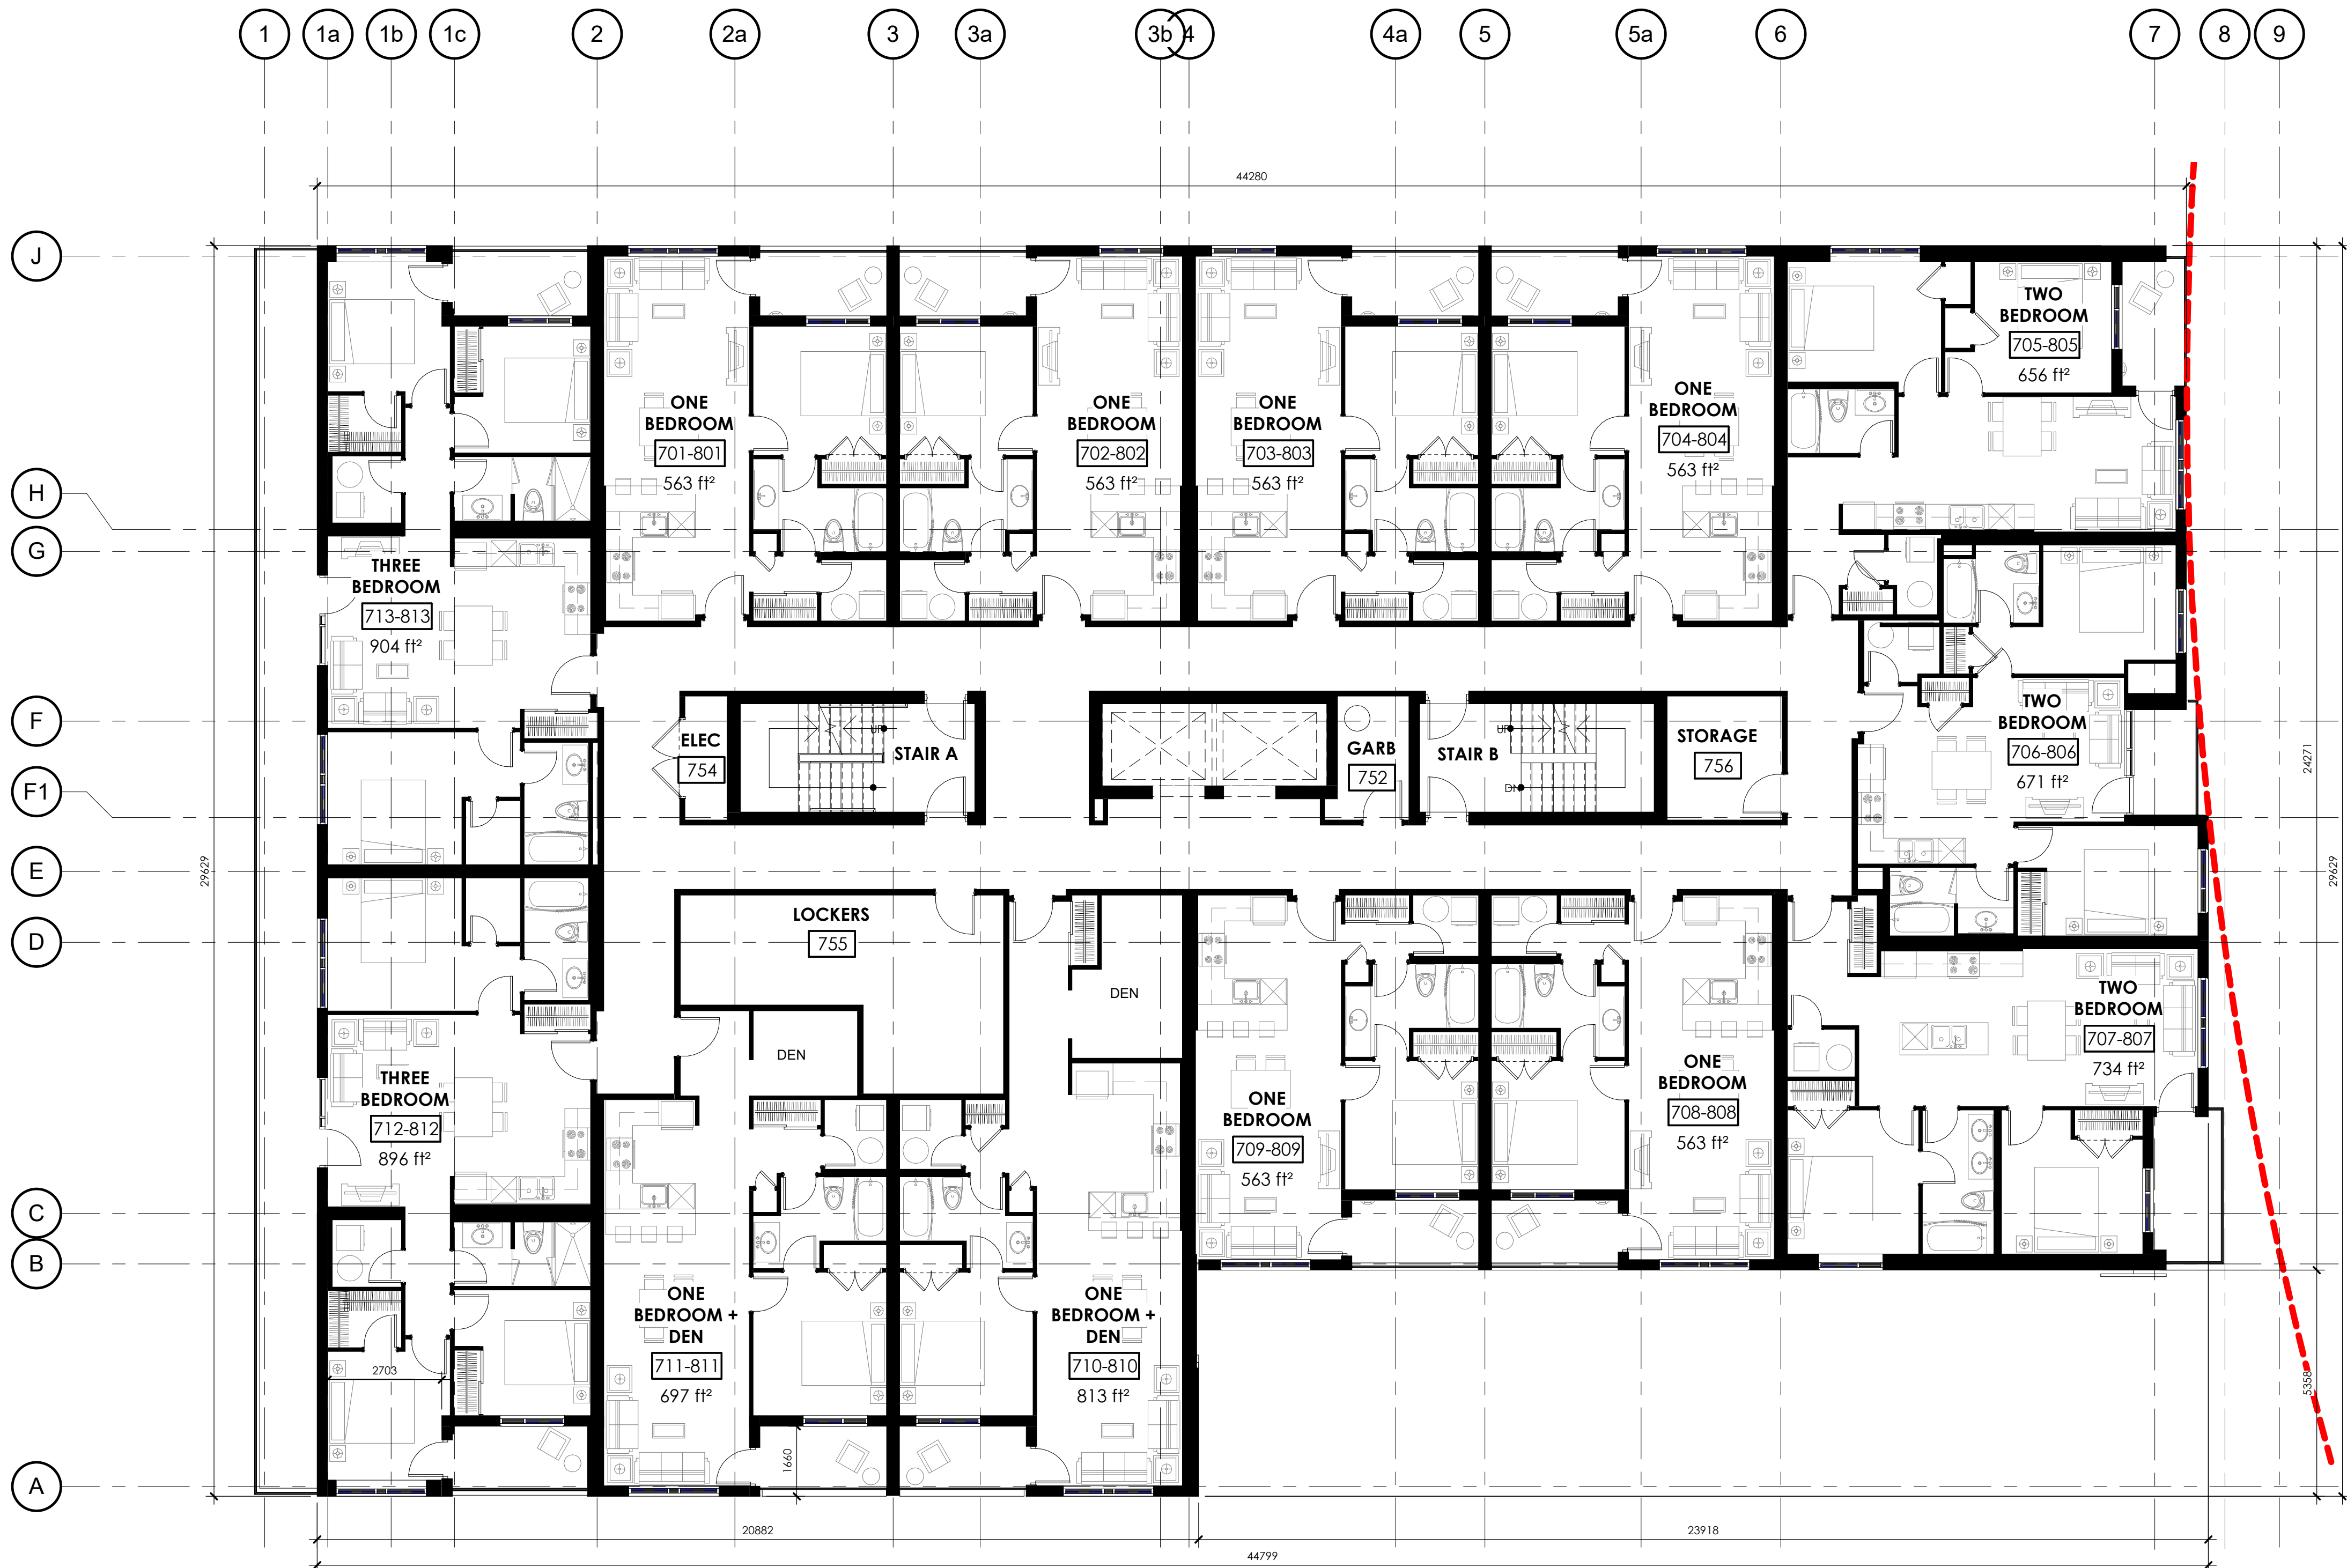 1
1a
1b
1c
2
2a
3
3a
3b
4
4a
5
5a
6
7
8
9
44280
J
H
G
F
F1
E
D
C
B
A
TWO
BEDROOM
705-805
656 ft²
ONE
BEDROOM
701-801
563 ft²
ONE
BEDROOM
702-802
563 ft²
ONE
BEDROOM
703-803
563 ft²
ONE
BEDROOM
704-804
563 ft²
THREE
BEDROOM
713-813
904 ft²
ELEC
754
UP
STAIR A
GARB
752
STAIR B
UP
DN
STORAGE
756
TWO
BEDROOM
706-806
671 ft²
24271
29629
29629
LOCKERS
755
DEN
DEN
TWO
BEDROOM
707-807
734 ft²
THREE
BEDROOM
712-812
896 ft²
ONE
BEDROOM
709-809
563 ft²
ONE
BEDROOM
708-808
563 ft²
ONE
BEDROOM +
DEN
711-811
697 ft²
ONE
BEDROOM +
DEN
710-810
813 ft²
2703
1660
5358
20882
23918
44799